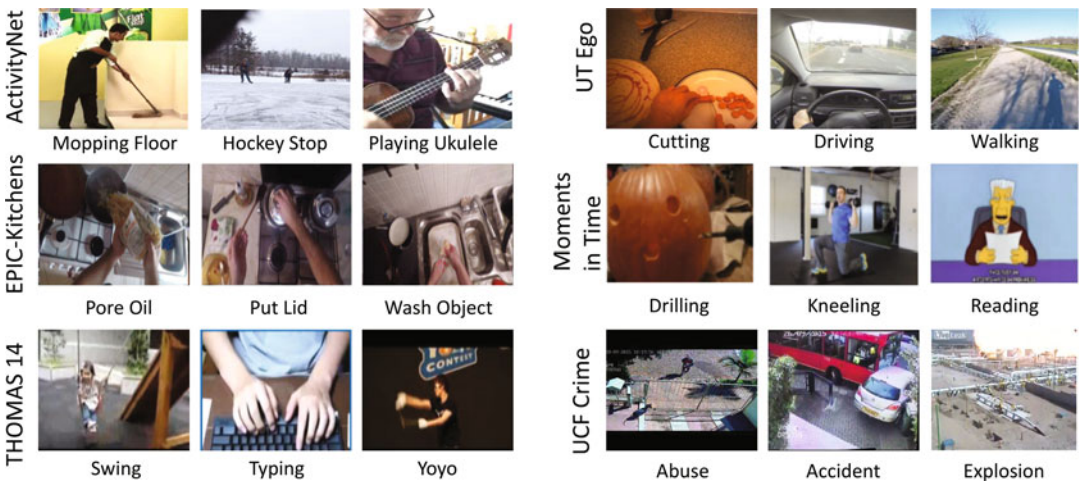 ActivityNet
Mopping Floor
Hockey Stop
Playing Ukulele
EPIC-Kitchens
Pore Oil
Put Lid
Wash Object
THOMAS 14
CONTEST
Swing
Typing
Yoyo
UT Ego
Cutting
Driving
Walking
Moments
in Time
Drilling
Kneeling
Reading
UCF Crime
Abuse
Accident
Explosion